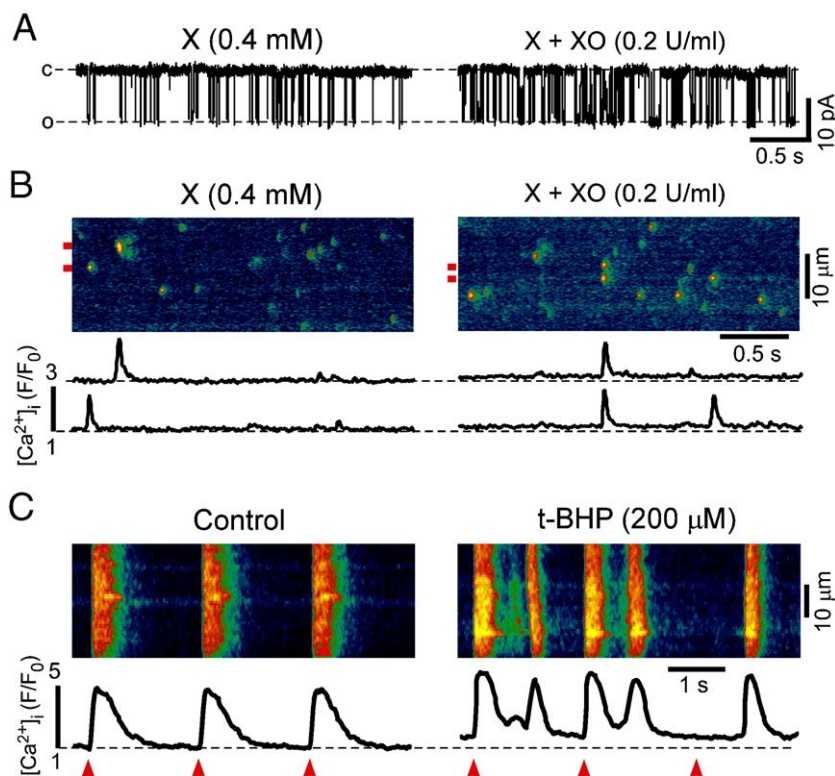 A
X (0.4 mM)
X + XO (0.2 U/ml)
c
o
10 pA
0.5 s
B
X (0.4 mM)
X + XO (0.2 U/ml)
10 μm
0.5 s
[Ca²⁺]i (F/F₀)
3
1
C
Control
t-BHP (200 μM)
10 μm
1 s
[Ca²⁺]i (F/F₀)
5
1